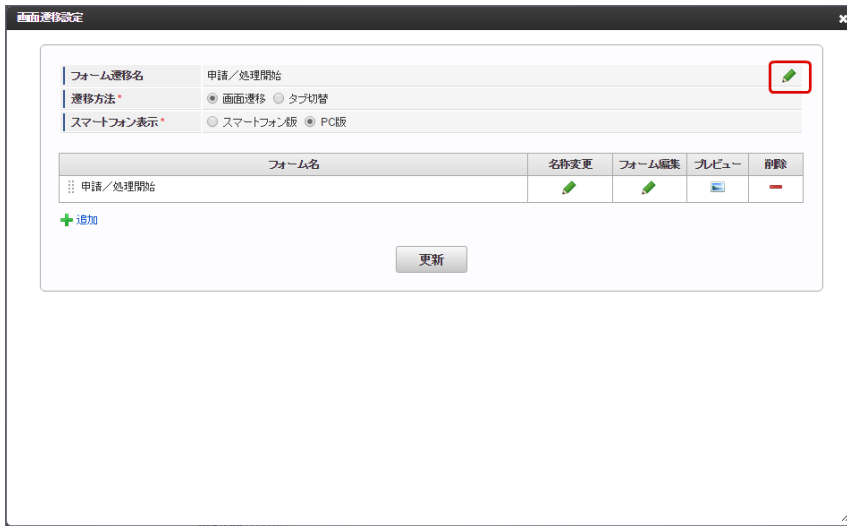 画面遷移設定
フォーム遷移名 申請／処理開始
遷移方法* 画面遷移 タブ切替
スマートフォン表示* スマートフォン版 PC版
フォーム名 名称変更 フォーム編集 プレビュー 削除
申請／処理開始
追加
更新